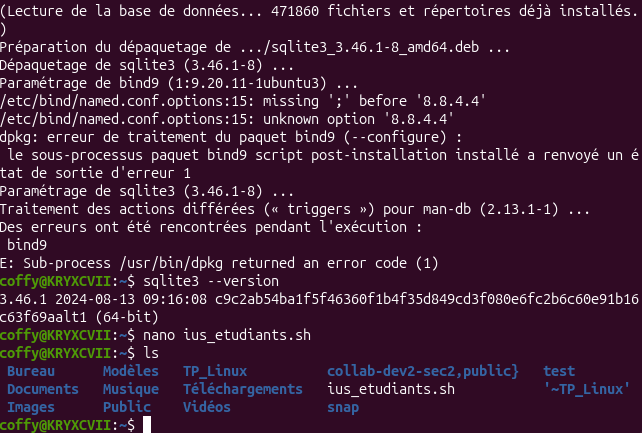 (Lecture de la base de données... 471860 fichiers et répertoires déjà installés.
)
Préparation du dépaquetage de .../sqlite3_3.46.1-8_amd64.deb ...
Dépaquetage de sqlite3 (3.46.1-8) ...
Paramétrage de bind9 (1:9.20.11-1ubuntu3) ...
/etc/bind/named.conf.options:15: missing ';' before '8.8.4.4'
/etc/bind/named.conf.options:15: unknown option '8.8.4.4'
dpkg: erreur de traitement du paquet bind9 (--configure) :
 le sous-processus paquet bind9 script post-installation installé a renvoyé un é
tat de sortie d'erreur 1
Paramétrage de sqlite3 (3.46.1-8) ...
Traitement des actions différées (« triggers ») pour man-db (2.13.1-1) ...
Des erreurs ont été rencontrées pendant l'exécution :
 bind9
E: Sub-process /usr/bin/dpkg returned an error code (1)
coffy@KRYXCVII:~$ sqlite3 --version
3.46.1 2024-08-13 09:16:08 c9c2ab54ba1f5f46360f1b4f35d849cd3f080e6fc2b6c60e91b16
c63f69aalt1 (64-bit)
coffy@KRYXCVII:~$ nano ius_etudiants.sh
coffy@KRYXCVII:~$ ls
 Bureau      Modèles   TP_Linux         collab-dev2-sec2,public}   test
 Documents   Musique   Téléchargements  ius_etudiants.sh           '~TP_Linux'
 Images      Public    Vidéos           snap
coffy@KRYXCVII:~$